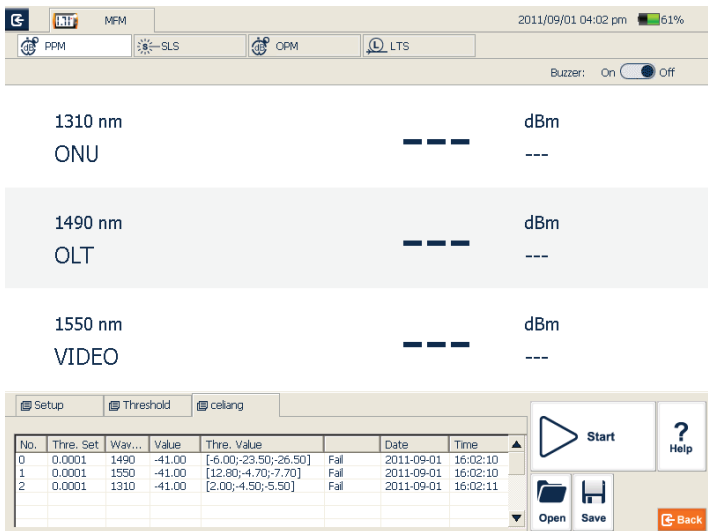 MFM 2011/09/01 04:02 pm 61%
PPM SLS OPM LTS
Buzzer: On Off
1310 nm --- dBm
ONU ---
1490 nm --- dBm
OLT ---
1550 nm --- dBm
VIDEO ---
Setup Threshold celiang
No. Thre. Set Wav... Value Thre. Value Date Time
0 0.0001 1490 -41.00 [-6.00;-23.50;-26.50] Fail 2011-09-01 16:02:10
1 0.0001 1550 -41.00 [12.80;-4.70;-7.70] Fail 2011-09-01 16:02:10
2 0.0001 1310 -41.00 [2.00;-4.50;-5.50] Fail 2011-09-01 16:02:11
Start
? Help
Open Save Back